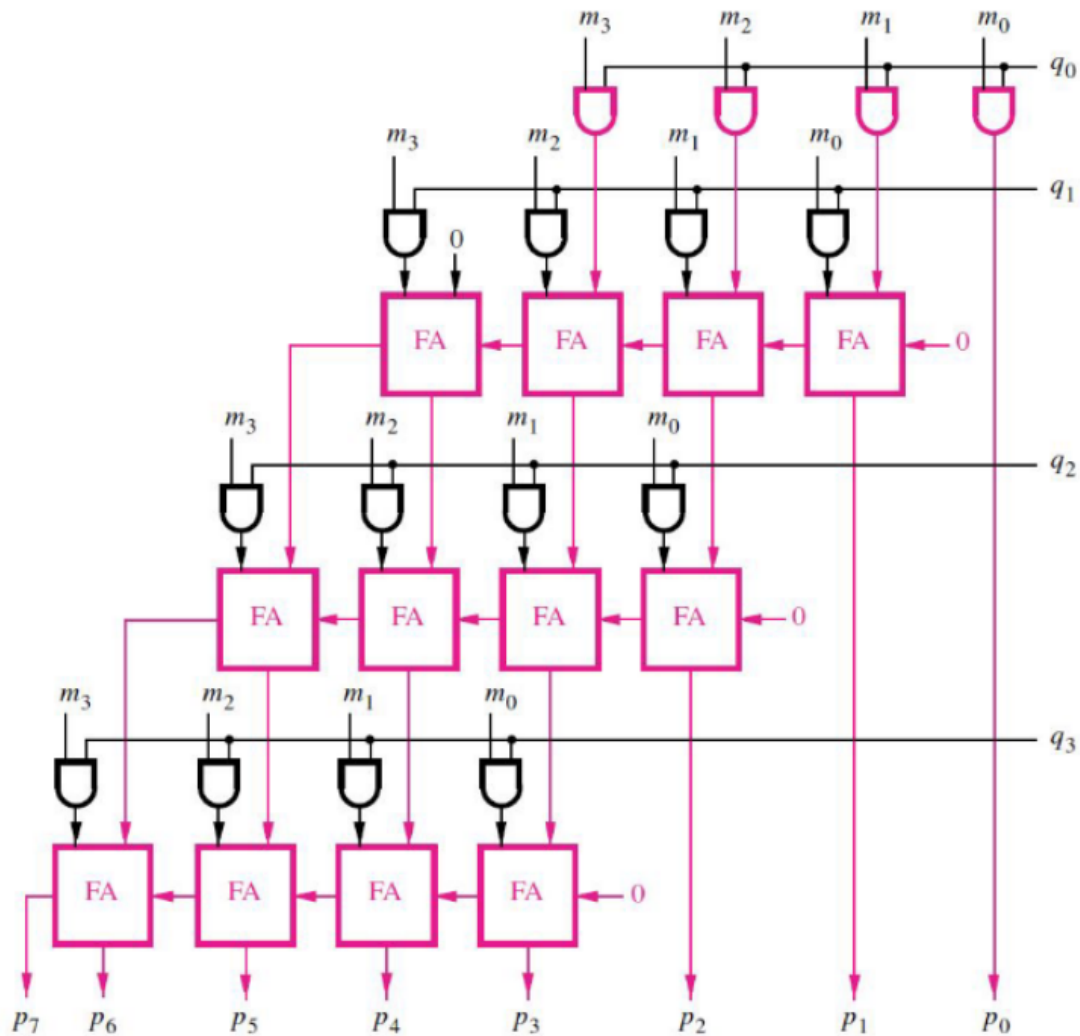 m₃ m₂ m₁ m₀
q₀
m₃ m₂ m₁ m₀
q₁
0
FA FA FA FA 0
m₃ m₂ m₁ m₀
q₂
FA FA FA FA 0
m₃ m₂ m₁ m₀
q₃
FA FA FA FA 0
p₇ p₆ p₅ p₄ p₃ p₂ p₁ p₀